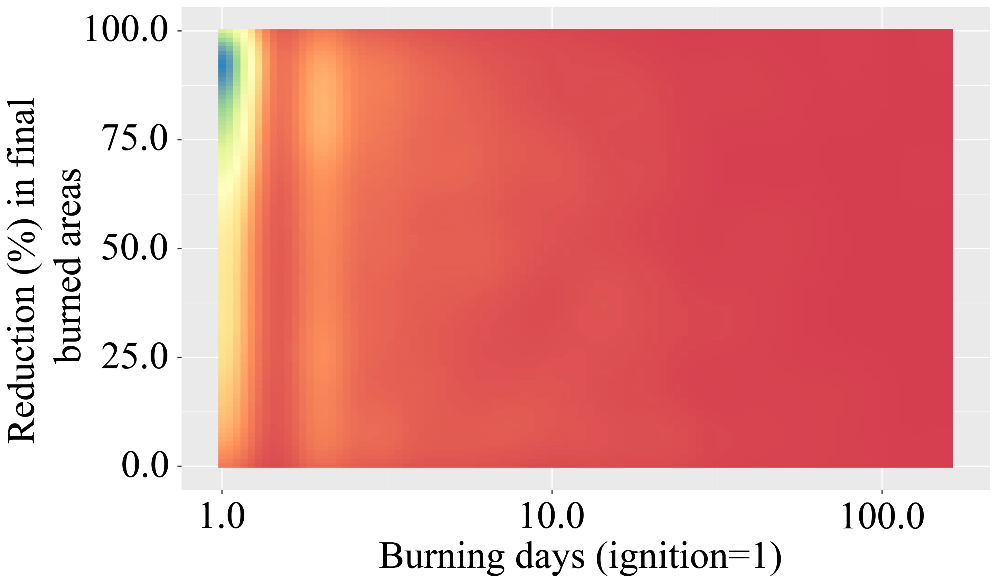 Reduction (%) in final
burned areas
100.0
75.0
50.0
25.0
0.0
1.0
10.0
100.0
Burning days (ignition=1)